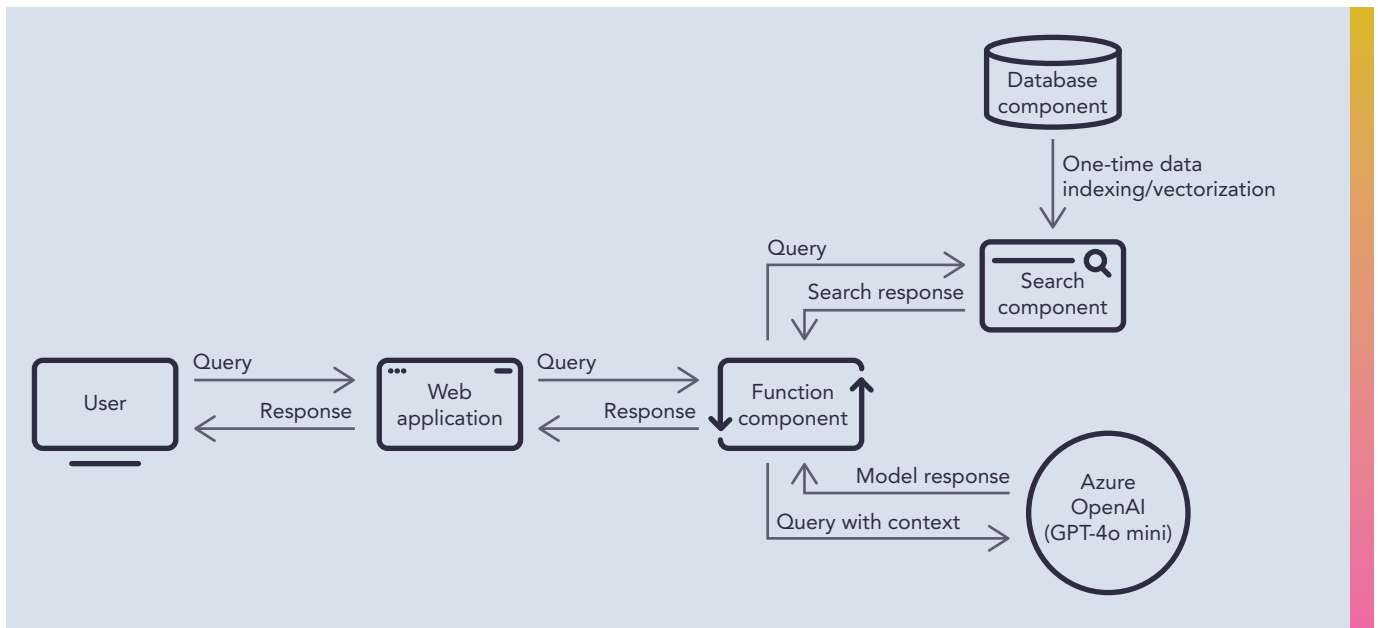 Database
component
One-time data
indexing/vectorization
Query
Search response
Search
component
Query
Response
User
Web
application
Query
Response
Function
component
Model response
Query with context
Azure
OpenAI
(GPT-4o mini)